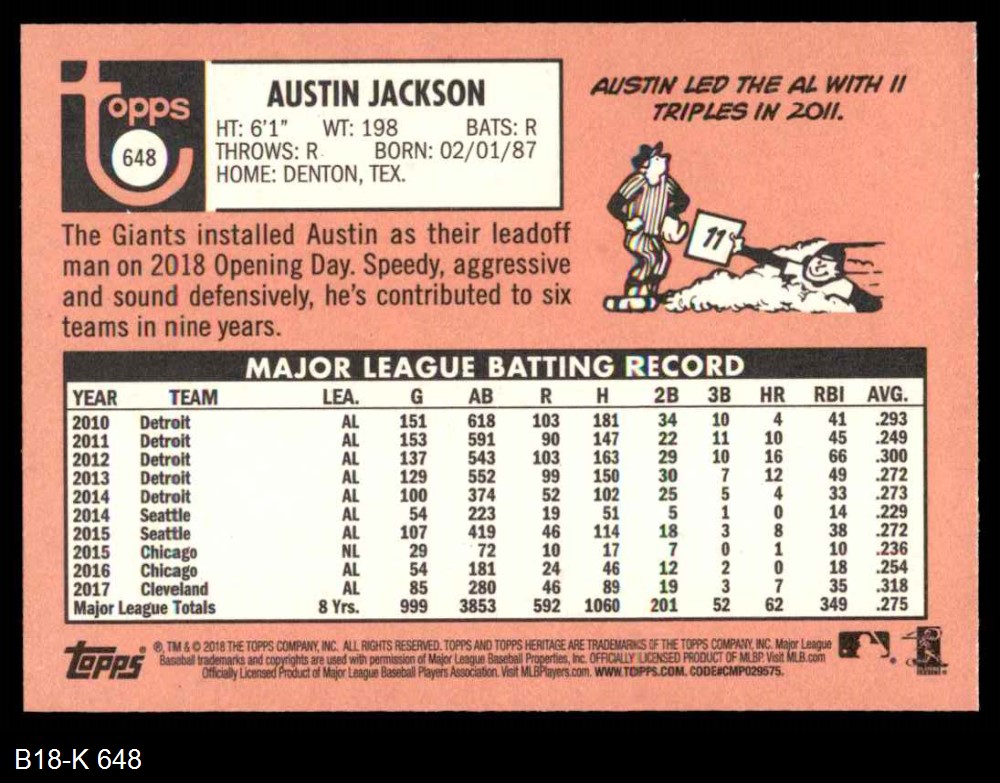 topps
648
AUSTIN JACKSON
HT: 6'1" WT: 198 BATS: R
THROWS: R BORN: 02/01/87
HOME: DENTON, TEX.
AUSTIN LED THE AL WITH 11
TRIPLES IN 2011.
11
The Giants installed Austin as their leadoff
man on 2018 Opening Day. Speedy, aggressive
and sound defensively, he's contributed to six
teams in nine years.
MAJOR LEAGUE BATTING RECORD
YEAR TEAM LEA. G AB R H 2B 3B HR RBI AVG.
2010 Detroit AL 151 618 103 181 34 10 4 41 .293
2011 Detroit AL 153 591 90 147 22 11 10 45 .249
2012 Detroit AL 137 543 103 163 29 10 16 66 .300
2013 Detroit AL 129 552 99 150 30 7 12 49 .272
2014 Detroit AL 100 374 52 102 25 5 4 33 .273
2014 Seattle AL 54 223 19 51 5 1 0 14 .229
2015 Seattle AL 107 419 46 114 18 3 8 38 .272
2015 Chicago NL 29 72 10 17 7 0 1 10 .236
2016 Chicago AL 54 181 24 46 12 2 0 18 .254
2017 Cleveland AL 85 280 46 89 19 3 7 35 .318
Major League Totals 8 Yrs. 999 3853 592 1060 201 52 62 349 .275
topps
®, TM & © 2018 THE TOPPS COMPANY, INC. ALL RIGHTS RESERVED. TOPPS AND TOPPS HERITAGE ARE TRADEMARKS OF THE TOPPS COMPANY, INC. Major League
Baseball trademarks and copyrights are used with permission of Major League Baseball Properties, Inc. OFFICIALLY LICENSED PRODUCT OF MLBP. Visit MLB.com
Officially Licensed Product of Major League Baseball Players Association. Visit MLBPlayers.com. WWW.TOPPS.COM. CODE#CMP029575.
B18-K 648